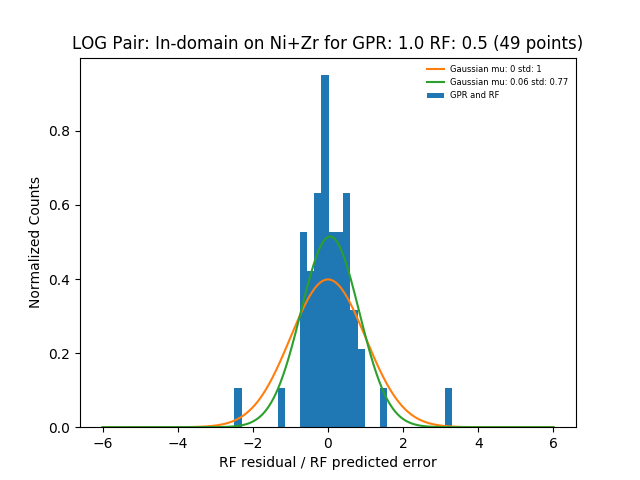 LOG Pair: In-domain on Ni+Zr for GPR: 1.0 RF: 0.5 (49 points)
Gaussian mu: 0 std: 1
Gaussian mu: 0.06 std: 0.77
GPR and RF
Normalized Counts
0.8
0.6
0.4
0.2
0.0
−6 −4 −2 0 2 4 6
RF residual / RF predicted error